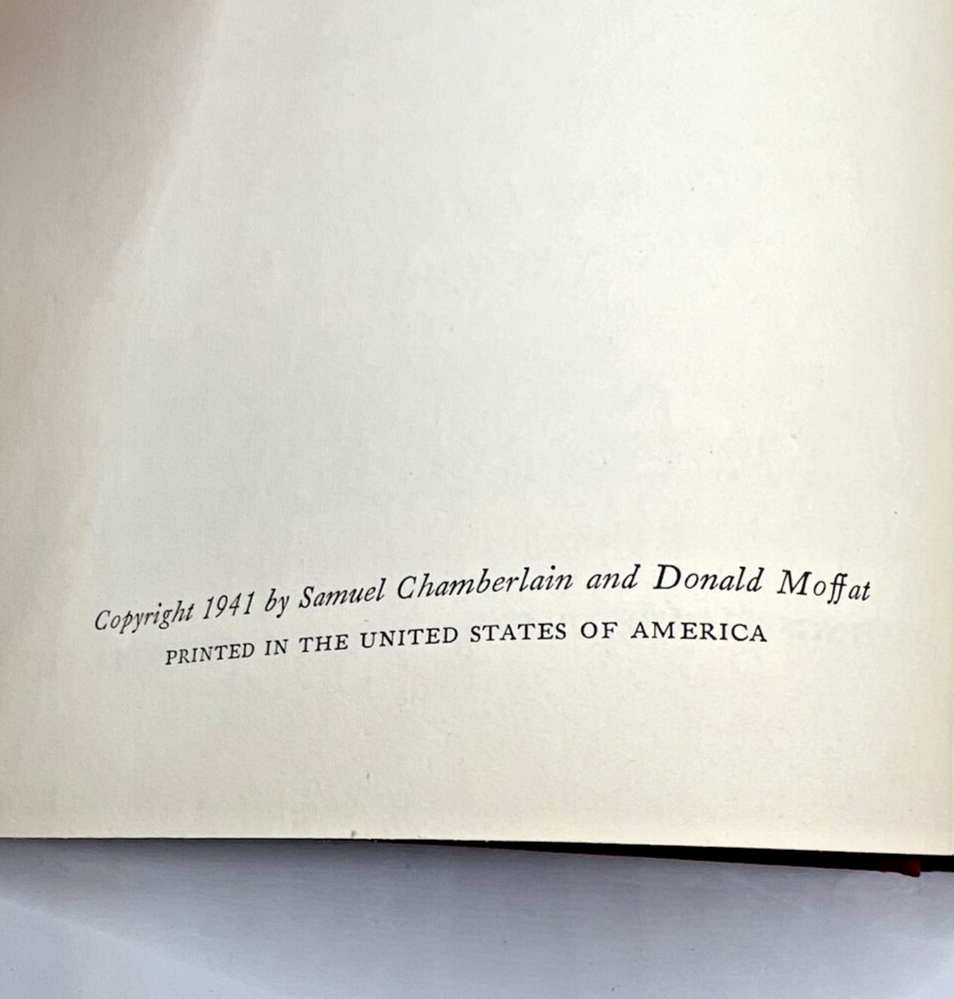 Copyright 1941 by Samuel Chamberlain and Donald Moffat
PRINTED IN THE UNITED STATES OF AMERICA